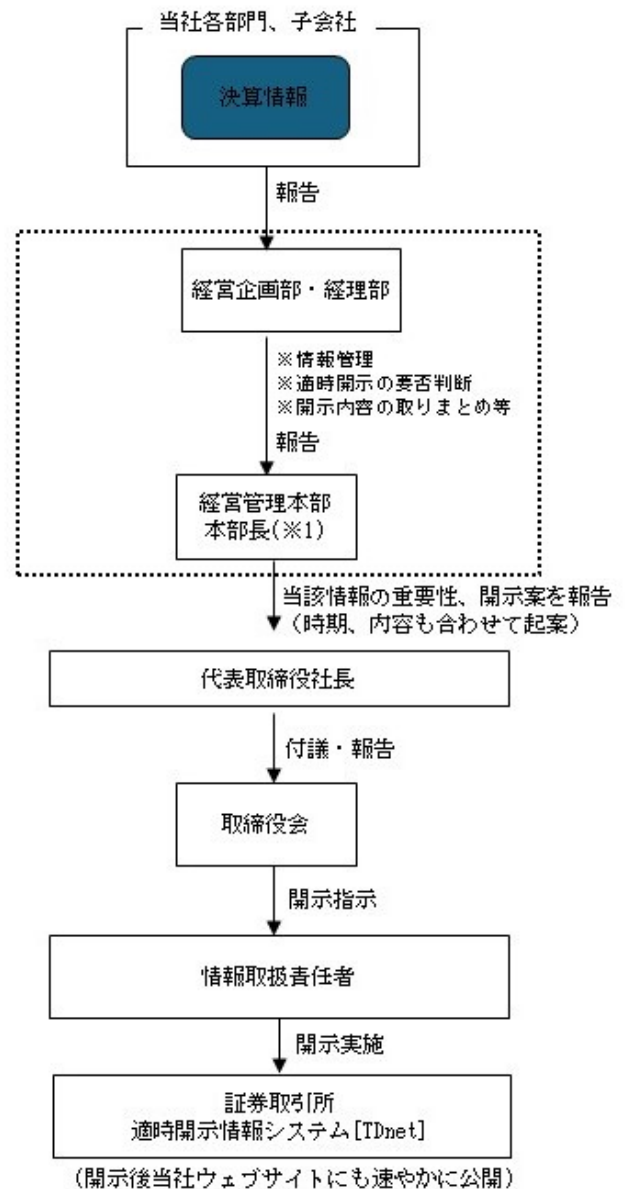 当社各部門、子会社
決算情報
報告
経営企画部・経理部
※情報管理
※適時開示の要否判断
※開示内容の取りまとめ等
報告
経営管理本部
本部長(※1)
当該情報の重要性、開示案を報告
(時期、内容も合わせて起案)
代表取締役社長
付議・報告
取締役会
開示指示
情報取扱責任者
開示実施
証券取引所
適時開示情報システム[TDnet]
(開示後当社ウェブサイトにも速やかに公開)